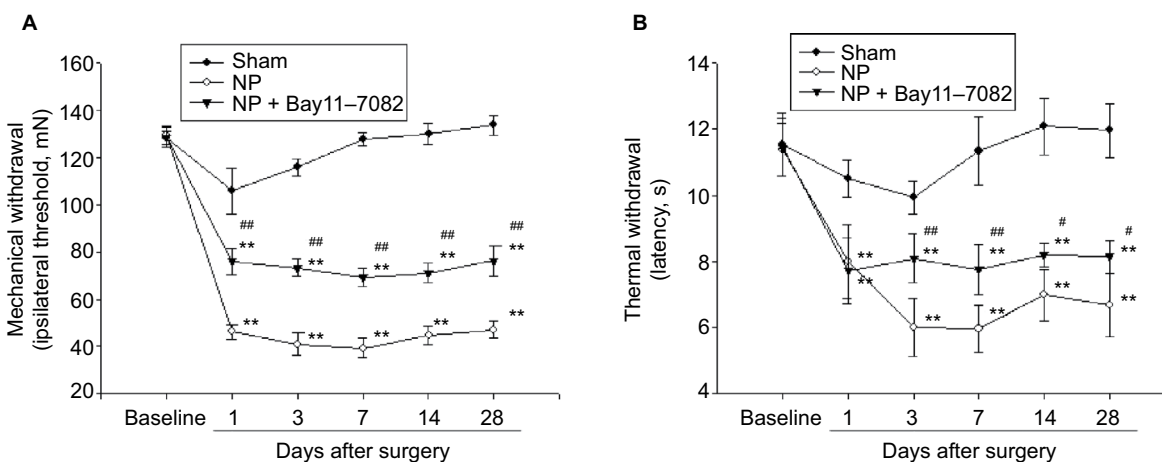 A
Sham
NP
NP + Bay11–7082
Mechanical withdrawal
(ipsilateral threshold, mN)
160
140
120
100
80
60
40
20
##
**
##
**
##
**
##
**
##
**
**
**
**
**
**
Baseline 1 3 7 14 28
Days after surgery
B
Sham
NP
NP + Bay11–7082
Thermal withdrawal
(latency, s)
14
12
10
8
6
4
**
**
##
**
##
**
#
**
#
**
**
**
**
**
Baseline 1 3 7 14 28
Days after surgery